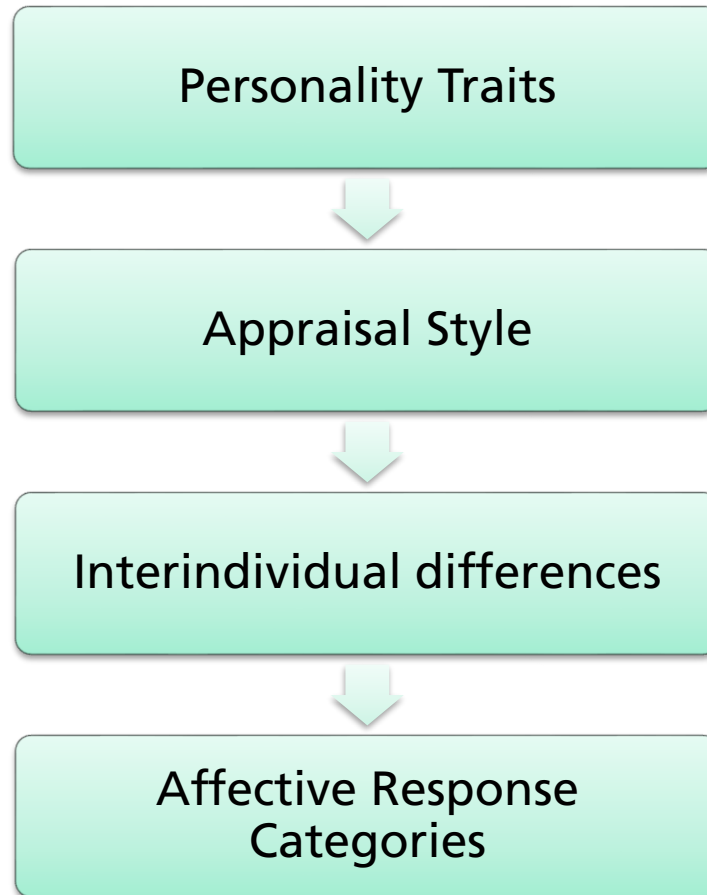 Personality Traits
Appraisal Style
Interindividual differences
Affective Response
Categories